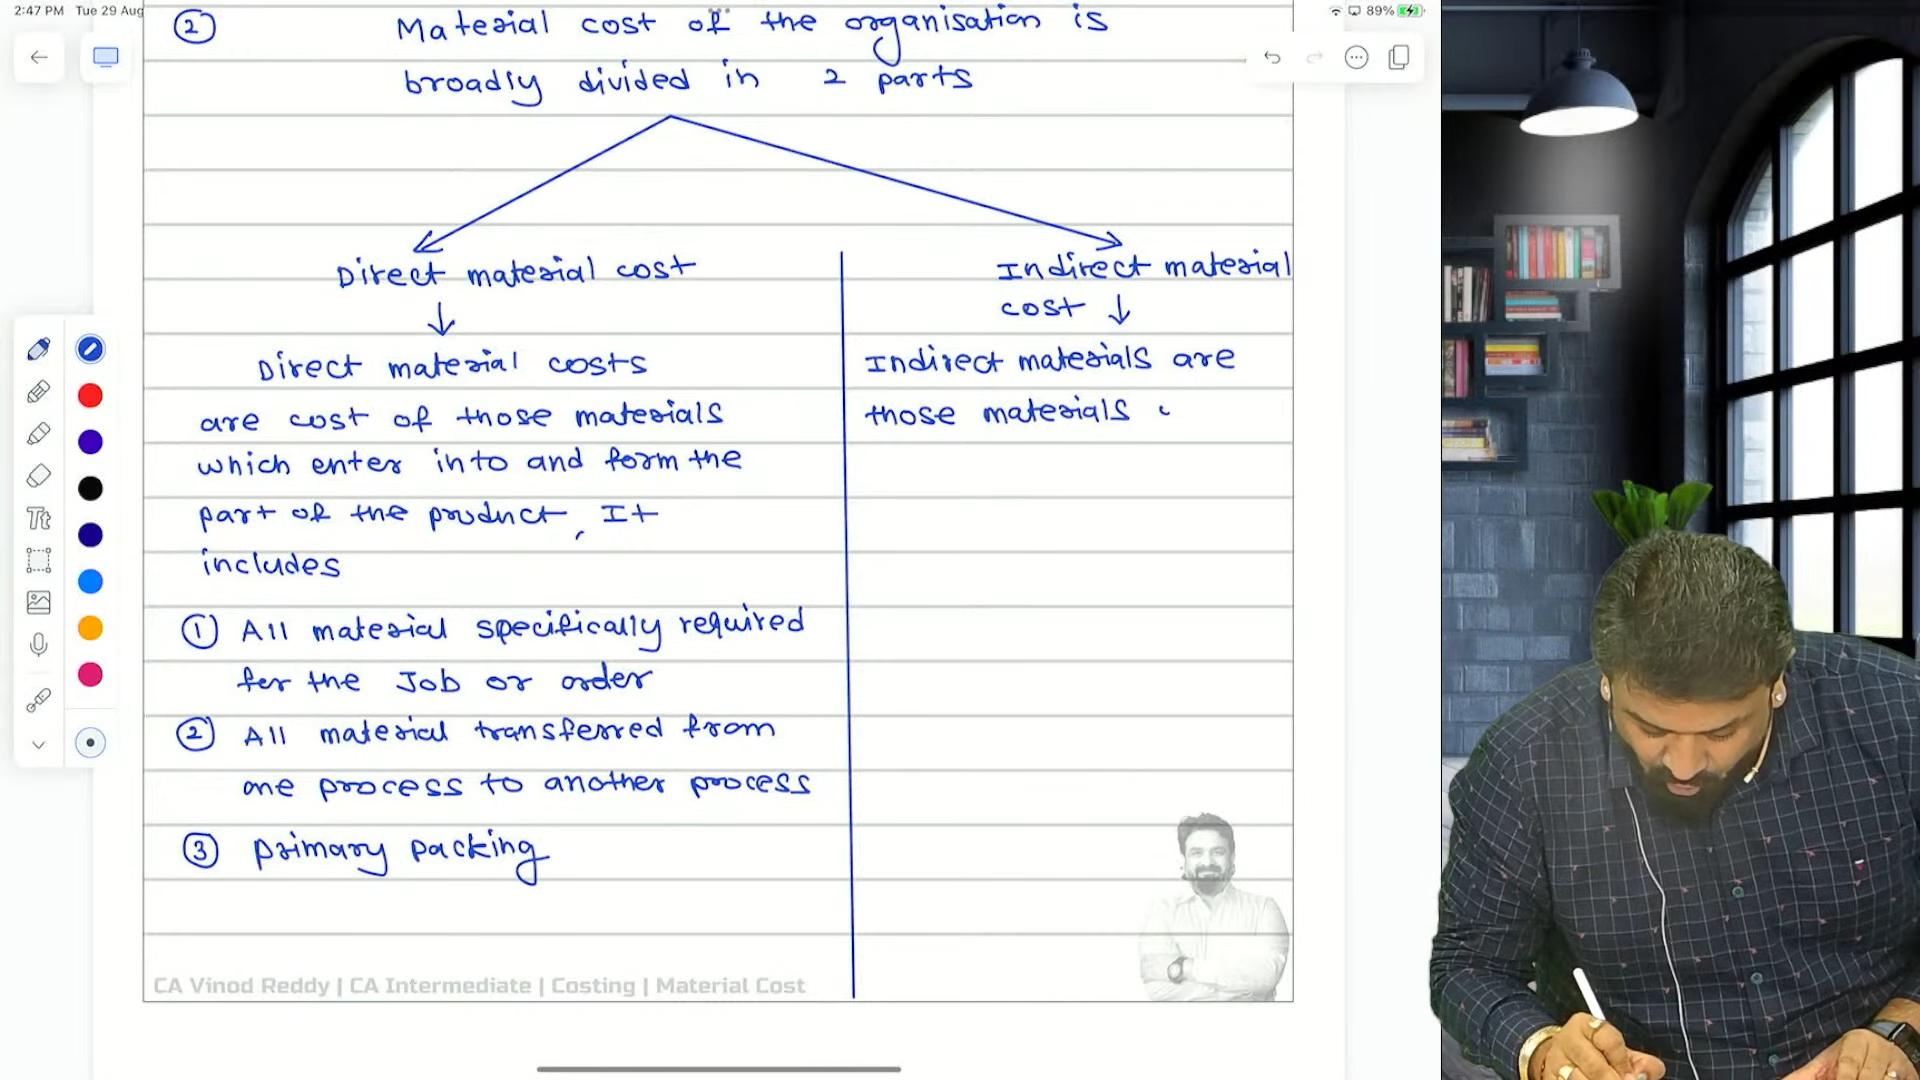 2:47 PM Tue 29 Aug
89%
② Material cost of the organisation is
broadly divided in 2 parts
Direct material cost
Direct material costs
are cost of those materials
which enter into and form the
part of the product, It
includes
① All material specifically required
for the Job or order
② All material transferred from
one process to another process
③ primary packing
Indirect material
cost
Indirect materials are
those materials
Tt
CA Vinod Reddy | CA Intermediate | Costing | Material Cost